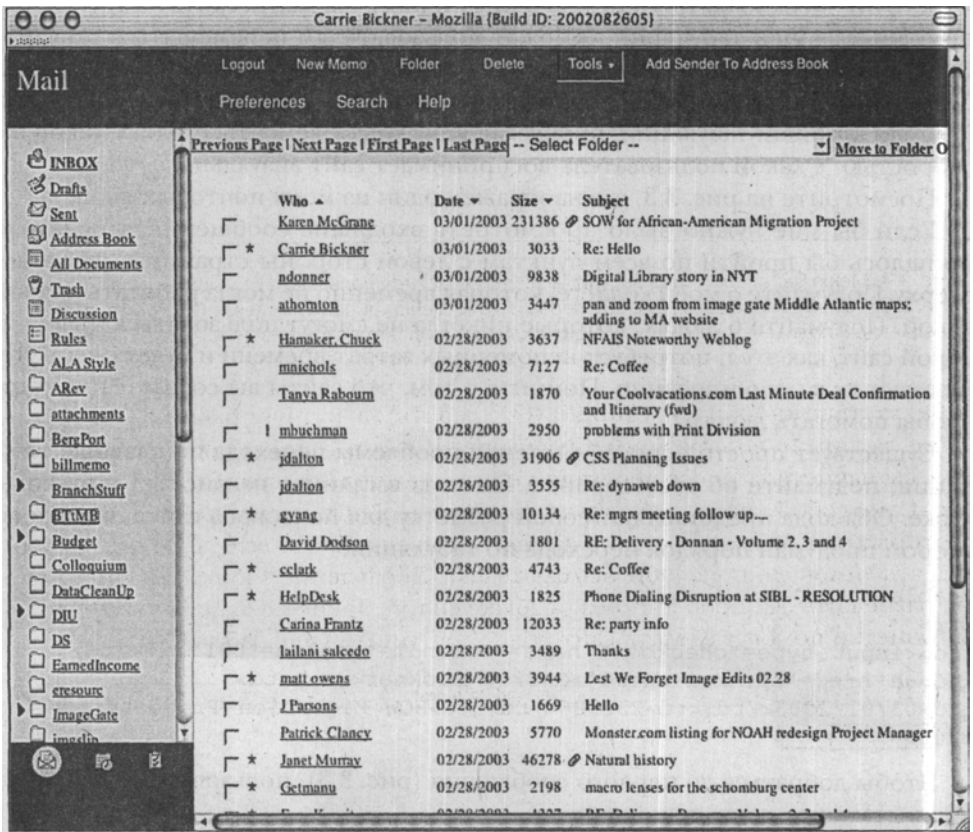 Carrie Bickner – Mozilla {Build ID: 2002082605}
Mail
Logout New Memo Folder Delete Tools Add Sender To Address Book
Preferences Search Help
Previous Page | Next Page | First Page | Last Page -- Select Folder -- Move to Folder O
INBOX
Drafts
Sent
Address Book
All Documents
Trash
Discussion
Rules
ALA Style
ARev
attachments
BergPort
billmemo
BranchStuff
BTiMB
Budget
Colloquium
DataCleanUp
DIU
DS
EarnedIncome
eresourc
ImageGate
imgslip
Who Date Size Subject
Karen McGrane 03/01/2003 231386 SOW for African-American Migration Project
* Carrie Bickner 03/01/2003 3033 Re: Hello
ndonner 03/01/2003 9838 Digital Library story in NYT
ahornton 03/01/2003 3447 pan and zoom from image gate Middle Atlantic maps;
adding to MA website
* Hamaker, Chuck 02/28/2003 3637 NFAIS Noteworthy Weblog
mnichols 02/28/2003 7127 Re: Coffee
Tanya Rabourn 02/28/2003 1870 Your Coolvacations.com Last Minute Deal Confirmation
and Itinerary (fwd)
! mbuchman 02/28/2003 2950 problems with Print Division
* jdalton 02/28/2003 31906 CSS Planning Issues
jdalton 02/28/2003 5555 Re: dynaweb down
* gyang 02/28/2003 10134 Re: mgrs meeting follow up...
David Dodson 02/28/2003 1801 RE: Delivery - Donnan - Volume 2, 3 and 4
* cclark 02/28/2003 4743 Re: Coffee
* HelpDesk 02/28/2003 1825 Phone Dialing Disruption at SIBL - RESOLUTION
Carina Frantz 02/28/2003 12033 Re: party info
lailani salcedo 02/28/2003 3489 Thanks
* matt owens 02/28/2003 3944 Lest We Forget Image Edits 02.28
J Parsons 02/28/2003 1669 Hello
Patrick Clancy 02/28/2003 5770 Monster.com listing for NOAH redesign Project Manager
* Janet Murray 02/28/2003 46278 Natural history
* Getmanu 02/28/2003 2198 macro lenses for the schomburg center